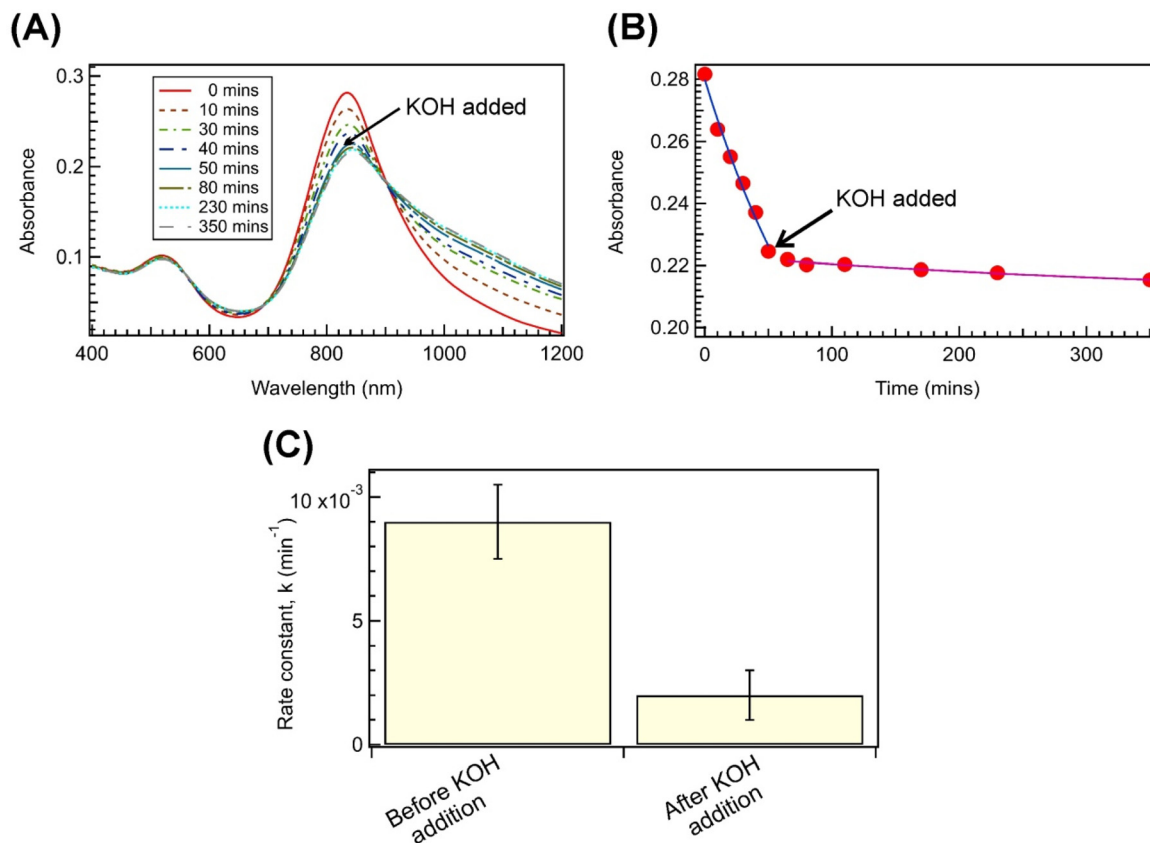 (A)
0.3
0.2
0.1
Absorbance
0 mins
10 mins
30 mins
40 mins
50 mins
80 mins
230 mins
350 mins
KOH added
400
600
800
1000
1200
Wavelength (nm)
(B)
0.28
0.26
0.24
0.22
0.20
Absorbance
KOH added
0
100
200
300
Time (mins)
(C)
10 x10⁻³
5
0
Rate constant, k (min⁻¹)
Before KOH
addition
After KOH
addition